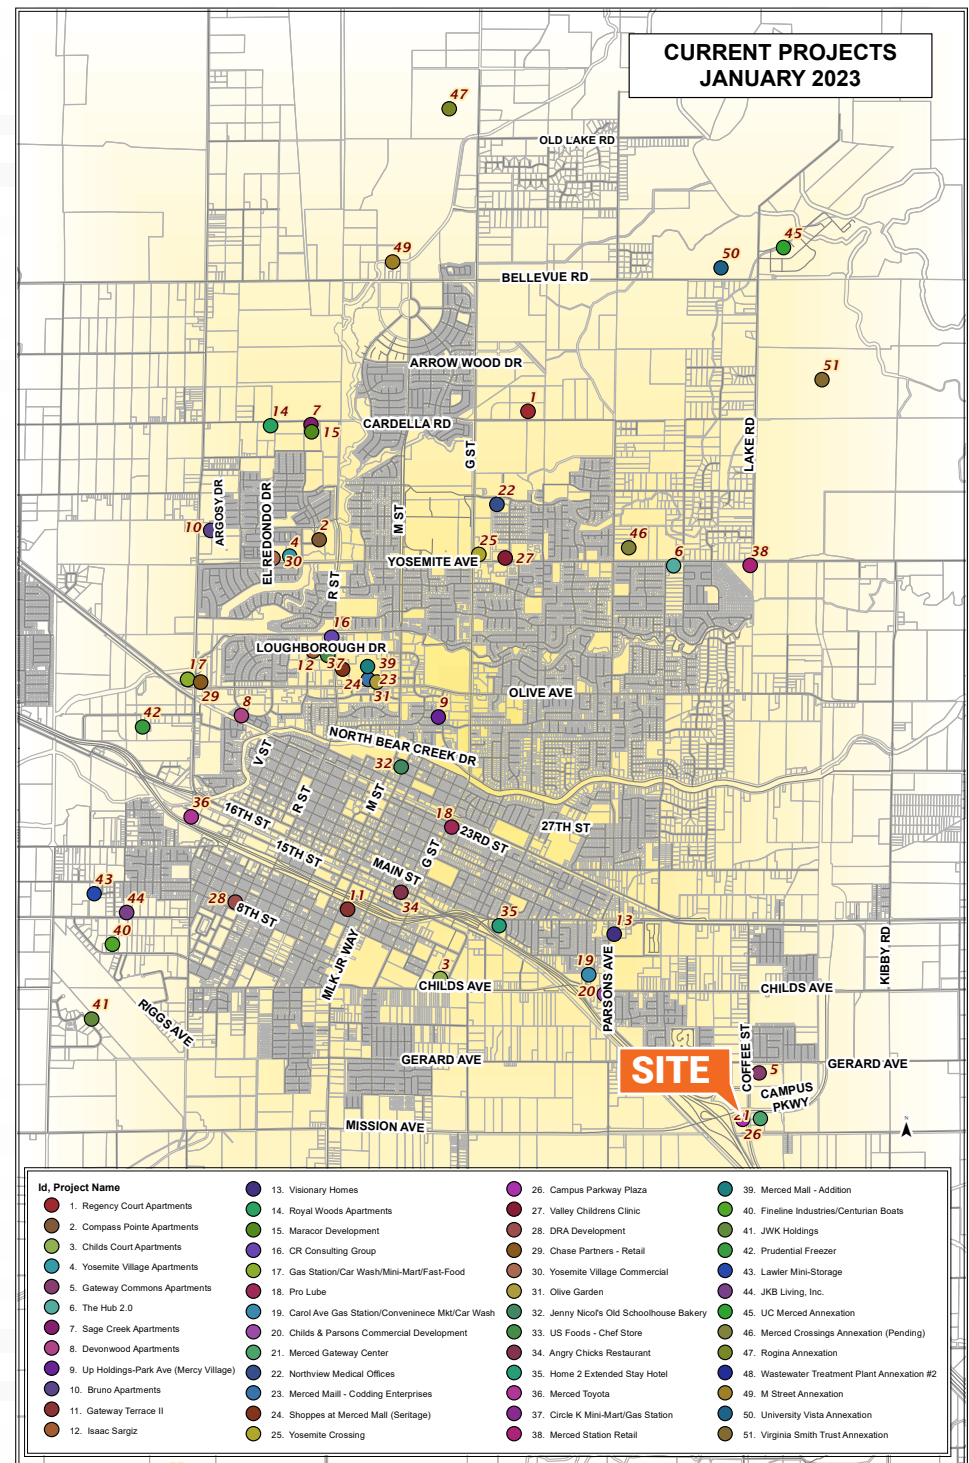 CURRENT PROJECTS
JANUARY 2023
47
OLD LAKE RD
45
49
50
BELLEVUE RD
ARROW WOOD DR
51
1
14
7
15
CARDELLA RD
G ST
LAKE RD
ARGOSY DR
EL REDONDO DR
M ST
22
10
2
46
4
25
30
YOSEMITE AVE
27
6
38
R ST
16
LOUGHBOROUGH DR
12
37
39
17
24
23
29
31
OLIVE AVE
8
9
42
V ST
NORTH BEAR CREEK DR
32
R ST
M ST
36
16TH ST
18
23RD ST
27TH ST
15TH ST
G ST
MAIN ST
43
44
28
8TH ST
11
34
35
13
40
KIBBY RD
MLK JR WAY
3
19
PARSONS AVE
CHILDS AVE
20
CHILDS AVE
41
RIGGS AVE
COFFEE ST
GERARD AVE
SITE
5
GERARD AVE
CAMPUS
PKWY
21
26
MISSION AVE
N
Id, Project Name
1. Regency Court Apartments
2. Compass Pointe Apartments
3. Childs Court Apartments
4. Yosemite Village Apartments
5. Gateway Commons Apartments
6. The Hub 2.0
7. Sage Creek Apartments
8. Devonwood Apartments
9. Up Holdings-Park Ave (Mercy Village)
10. Bruno Apartments
11. Gateway Terrace II
12. Isaac Sargiz
13. Visionary Homes
14. Royal Woods Apartments
15. Maracor Development
16. CR Consulting Group
17. Gas Station/Car Wash/Mini-Mart/Fast-Food
18. Pro Lube
19. Carol Ave Gas Station/Conveninece Mkt/Car Wash
20. Childs & Parsons Commercial Development
21. Merced Gateway Center
22. Northview Medical Offices
23. Merced Maill - Codding Enterprises
24. Shoppes at Merced Mall (Seritage)
25. Yosemite Crossing
26. Campus Parkway Plaza
27. Valley Childrens Clinic
28. DRA Development
29. Chase Partners - Retail
30. Yosemite Village Commercial
31. Olive Garden
32. Jenny Nicol's Old Schoolhouse Bakery
33. US Foods - Chef Store
34. Angry Chicks Restaurant
35. Home 2 Extended Stay Hotel
36. Merced Toyota
37. Circle K Mini-Mart/Gas Station
38. Merced Station Retail
39. Merced Mall - Addition
40. Fineline Industries/Centurian Boats
41. JWK Holdings
42. Prudential Freezer
43. Lawler Mini-Storage
44. JKB Living, Inc.
45. UC Merced Annexation
46. Merced Crossings Annexation (Pending)
47. Rogina Annexation
48. Wastewater Treatment Plant Annexation #2
49. M Street Annexation
50. University Vista Annexation
51. Virginia Smith Trust Annexation